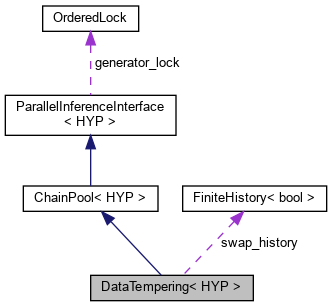 OrderedLock
generator_lock
ParallelInferenceInterface
< HYP >
ChainPool< HYP >
FiniteHistory< bool >
swap_history
DataTempering< HYP >